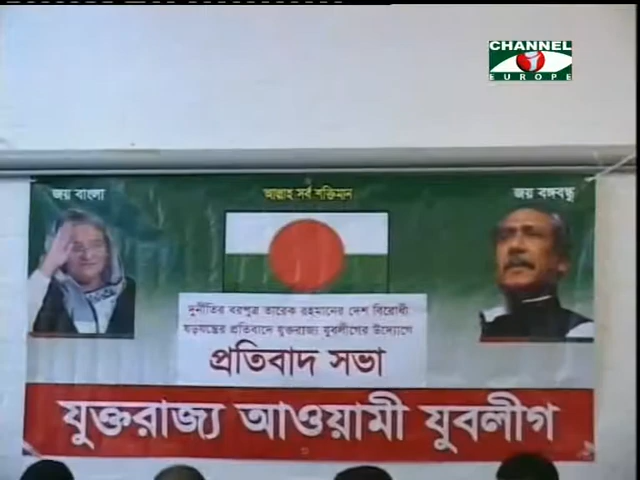 CHANNEL i
EUROPE
জয় বাংলা
আল্লাহ সর্ব শক্তিমান
জয় বঙ্গবন্ধু
দুর্নীতির বরপুত্র তারেক রহমানের দেশ বিরোধী
ষড়যন্ত্রের প্রতিবাদে যুক্তরাজ্য যুবলীগের উদ্যোগে
প্রতিবাদ সভা
যুক্তরাজ্য আওয়ামী যুবলীগ